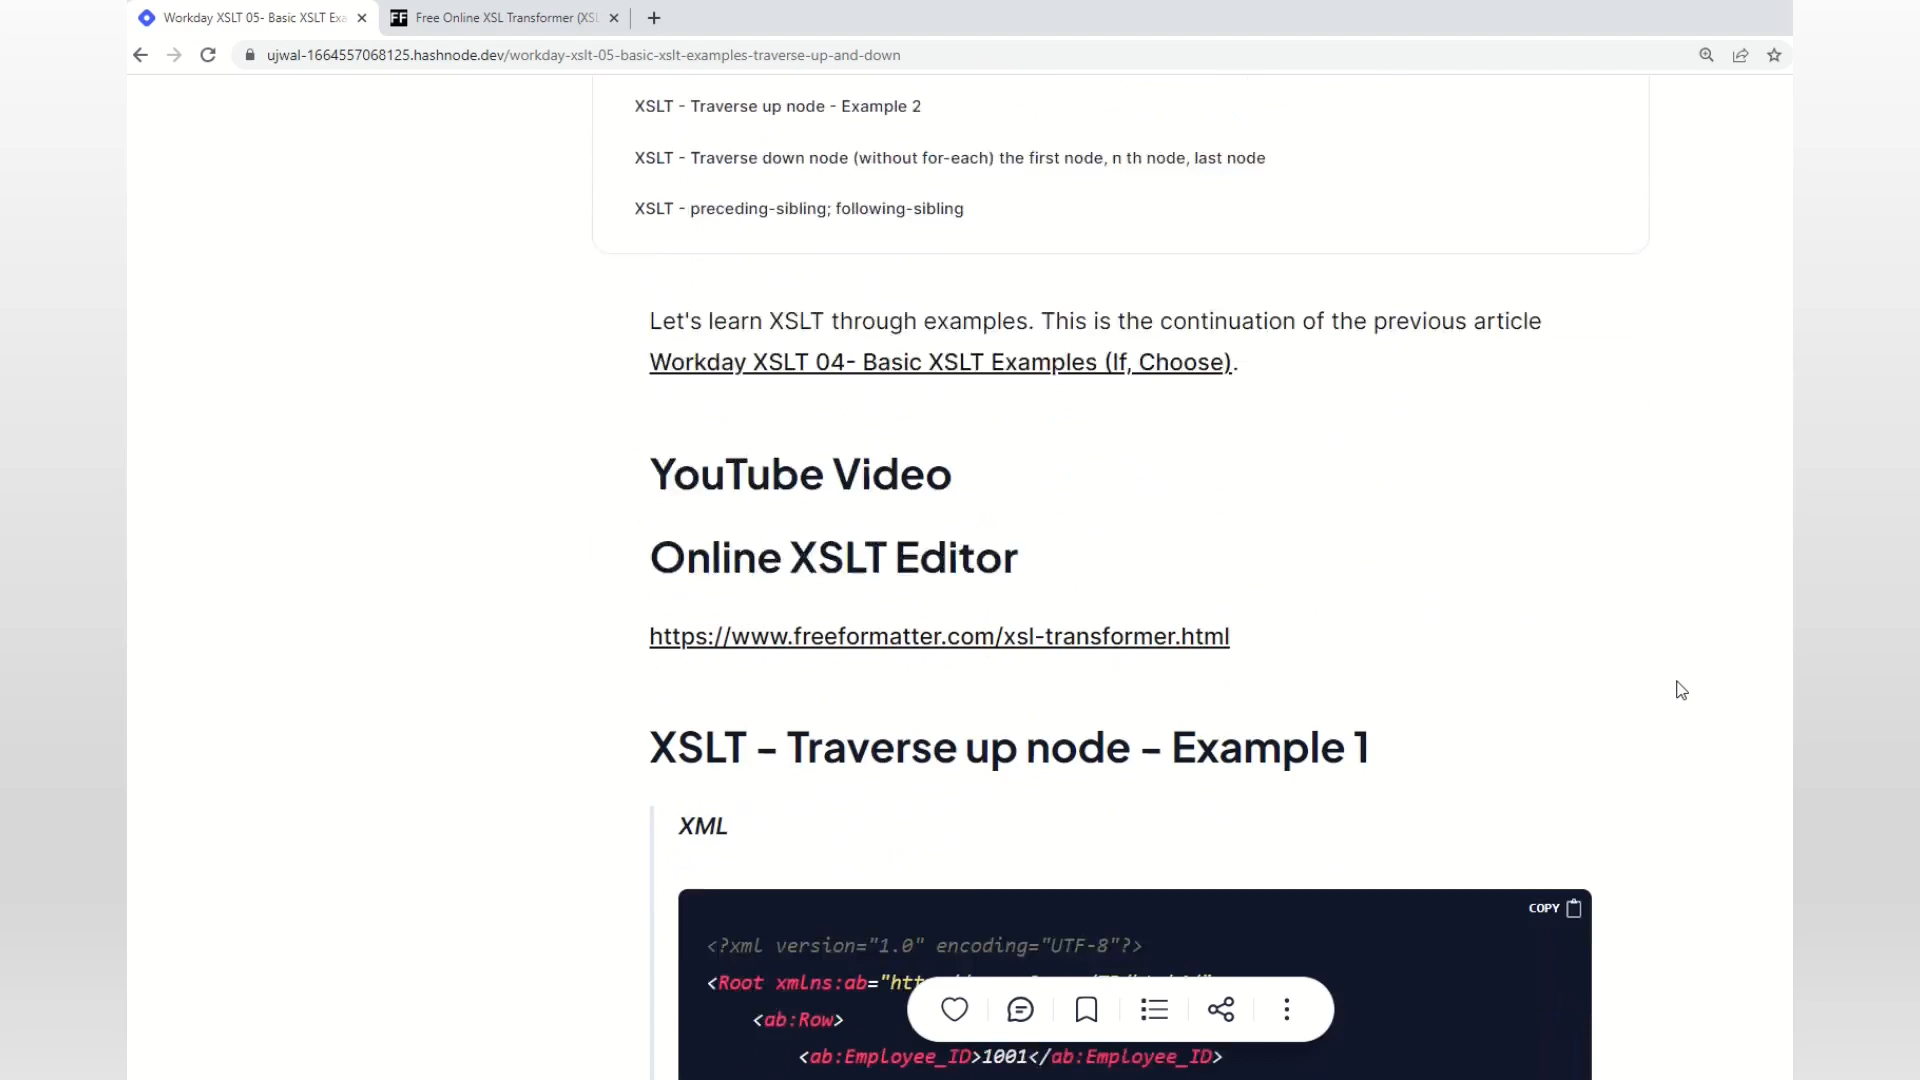 Workday XSLT 05- Basic XSLT Exa
Free Online XSL Transformer (XSL
ujwal-1664557068125.hashnode.dev/workday-xslt-05-basic-xslt-examples-traverse-up-and-down
XSLT - Traverse up node - Example 2
XSLT - Traverse down node (without for-each) the first node, n th node, last node
XSLT - preceding-sibling; following-sibling
Let's learn XSLT through examples. This is the continuation of the previous article
Workday XSLT 04- Basic XSLT Examples (If, Choose).
YouTube Video
Online XSLT Editor
https://www.freeformatter.com/xsl-transformer.html
XSLT - Traverse up node - Example 1
XML
COPY
<?xml version="1.0" encoding="UTF-8"?>
<Root xmlns:ab="htt
<ab:Row>
<ab:Employee_ID>1001</ab:Employee_ID>